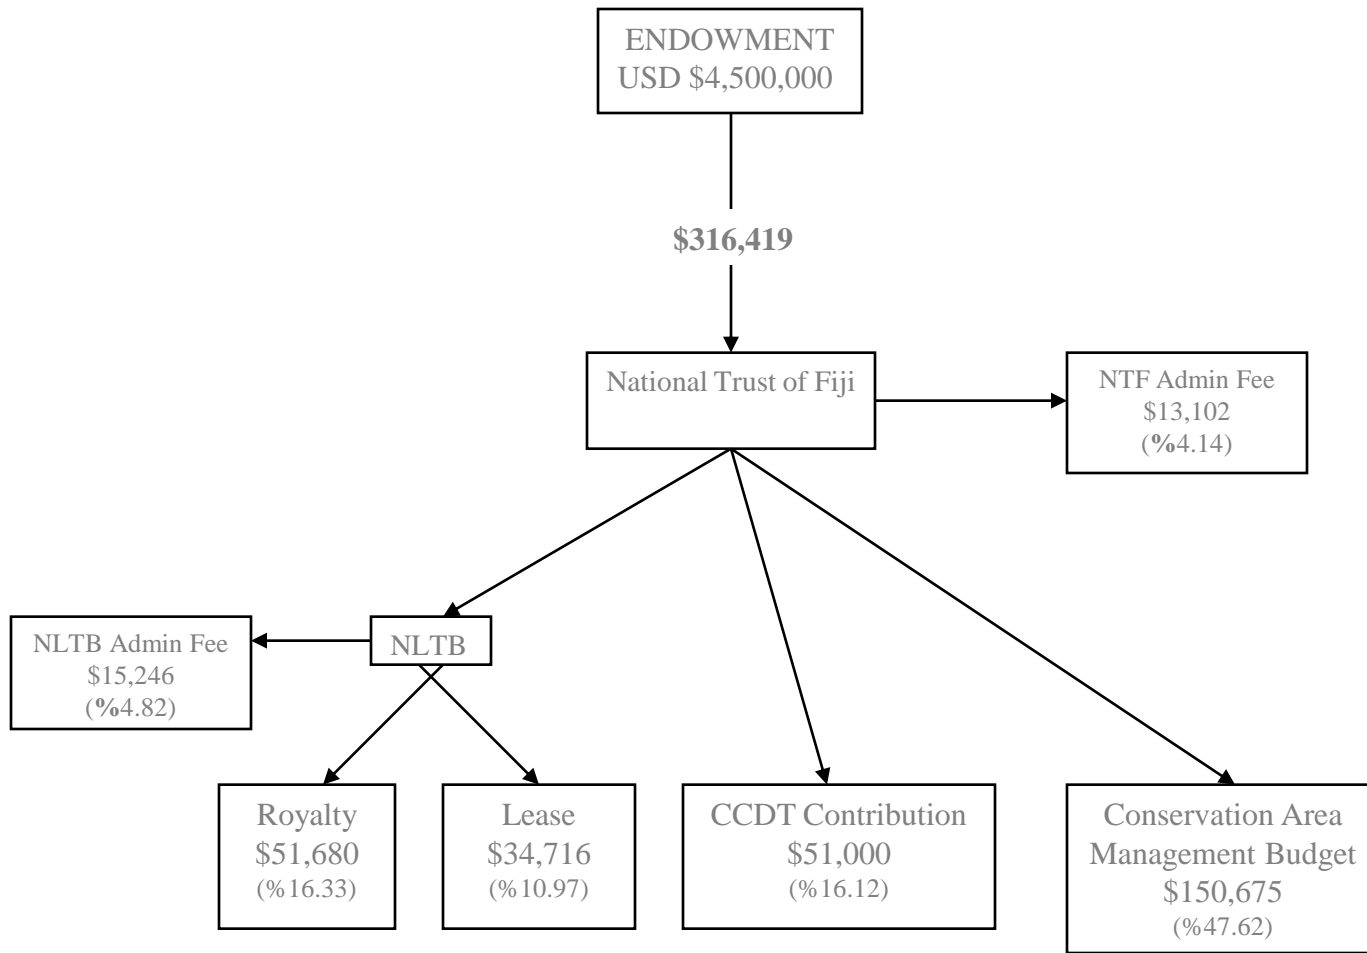 ENDOWMENT
USD $4,500,000
$316,419
National Trust of Fiji
NTF Admin Fee
$13,102
(%4.14)
NLTB Admin Fee
$15,246
(%4.82)
NLTB
Royalty
$51,680
(%16.33)
Lease
$34,716
(%10.97)
CCDT Contribution
$51,000
(%16.12)
Conservation Area
Management Budget
$150,675
(%47.62)